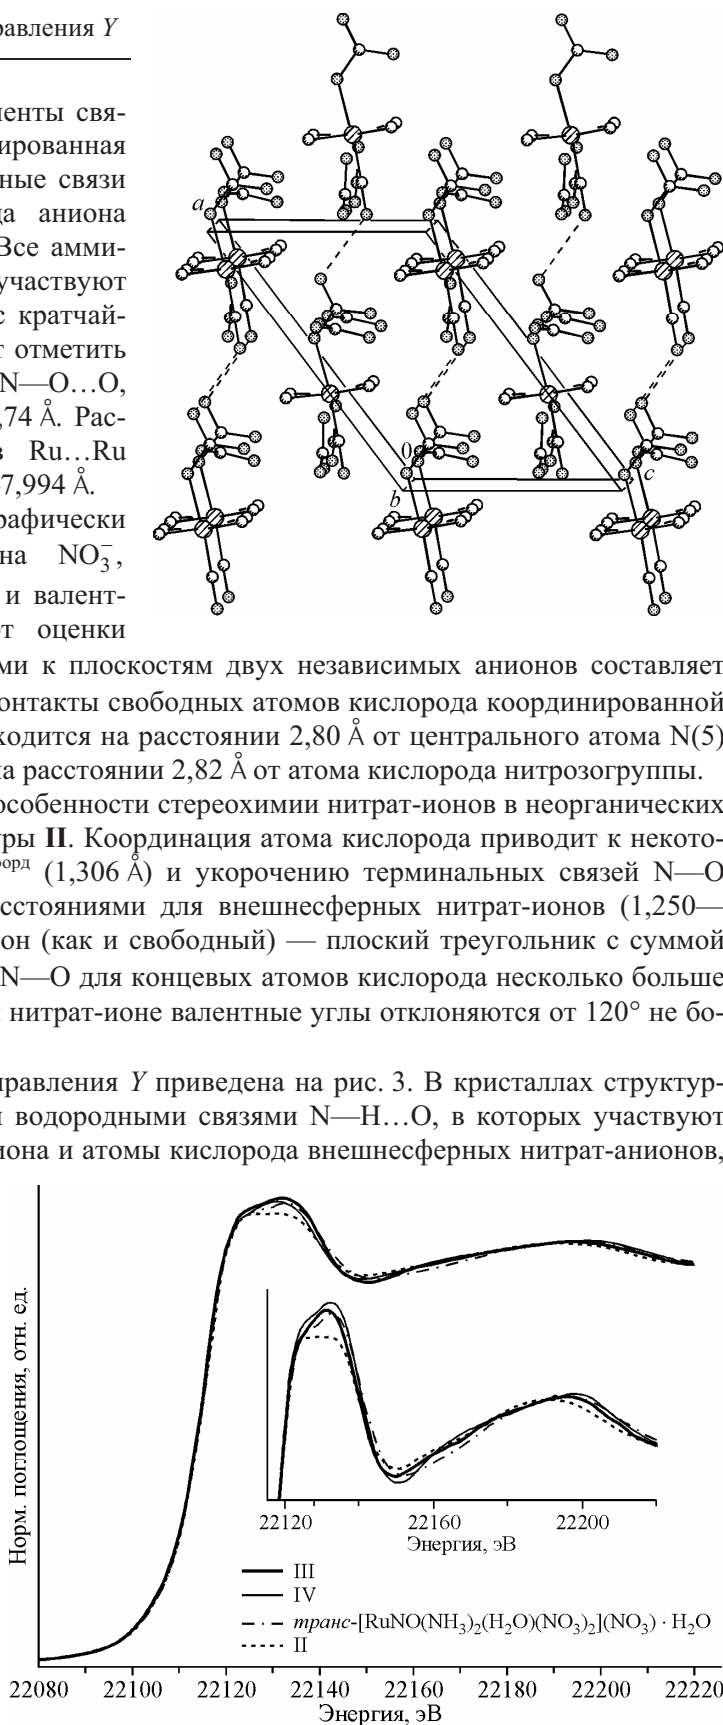 равления Y
енты свя-
ированная
ные связи
да аниона
Все амми-
участвуют
с кратчай-
т отметить
N—O…O,
,74 Å. Рас-
в Ru…Ru
7,994 Å.
рафически
на NO₃⁻,
и валент-
от оценки
a
0
b
c
ми к плоскостям двух независимых анионов составляет
онтакты свободных атомов кислорода координированной
ходится на расстоянии 2,80 Å от центрального атома N(5)
на расстоянии 2,82 Å от атома кислорода нитрозогруппы.
особенности стереохимии нитрат-ионов в неорганических
уры II. Координация атома кислорода приводит к некото-
орд (1,306 Å) и укорочению терминальных связей N—O
сстояниями для внешнесферных нитрат-ионов (1,250—
он (как и свободный) — плоский треугольник с суммой
N—O для концевых атомов кислорода несколько больше
нитрат-ионе валентные углы отклоняются от 120° не бо-
правления Y приведена на рис. 3. В кристаллах структур-
водородными связями N—H…O, в которых участвуют
иона и атомы кислорода внешнесферных нитрат-анионов,
Норм. поглощения, отн. ед.
22120 22160 22200
Энергия, эВ
III
IV
транс-[RuNO(NH₃)₂(H₂O)(NO₃)₂](NO₃) · H₂O
II
22080 22100 22120 22140 22160 22180 22200 22220
Энергия, эВ